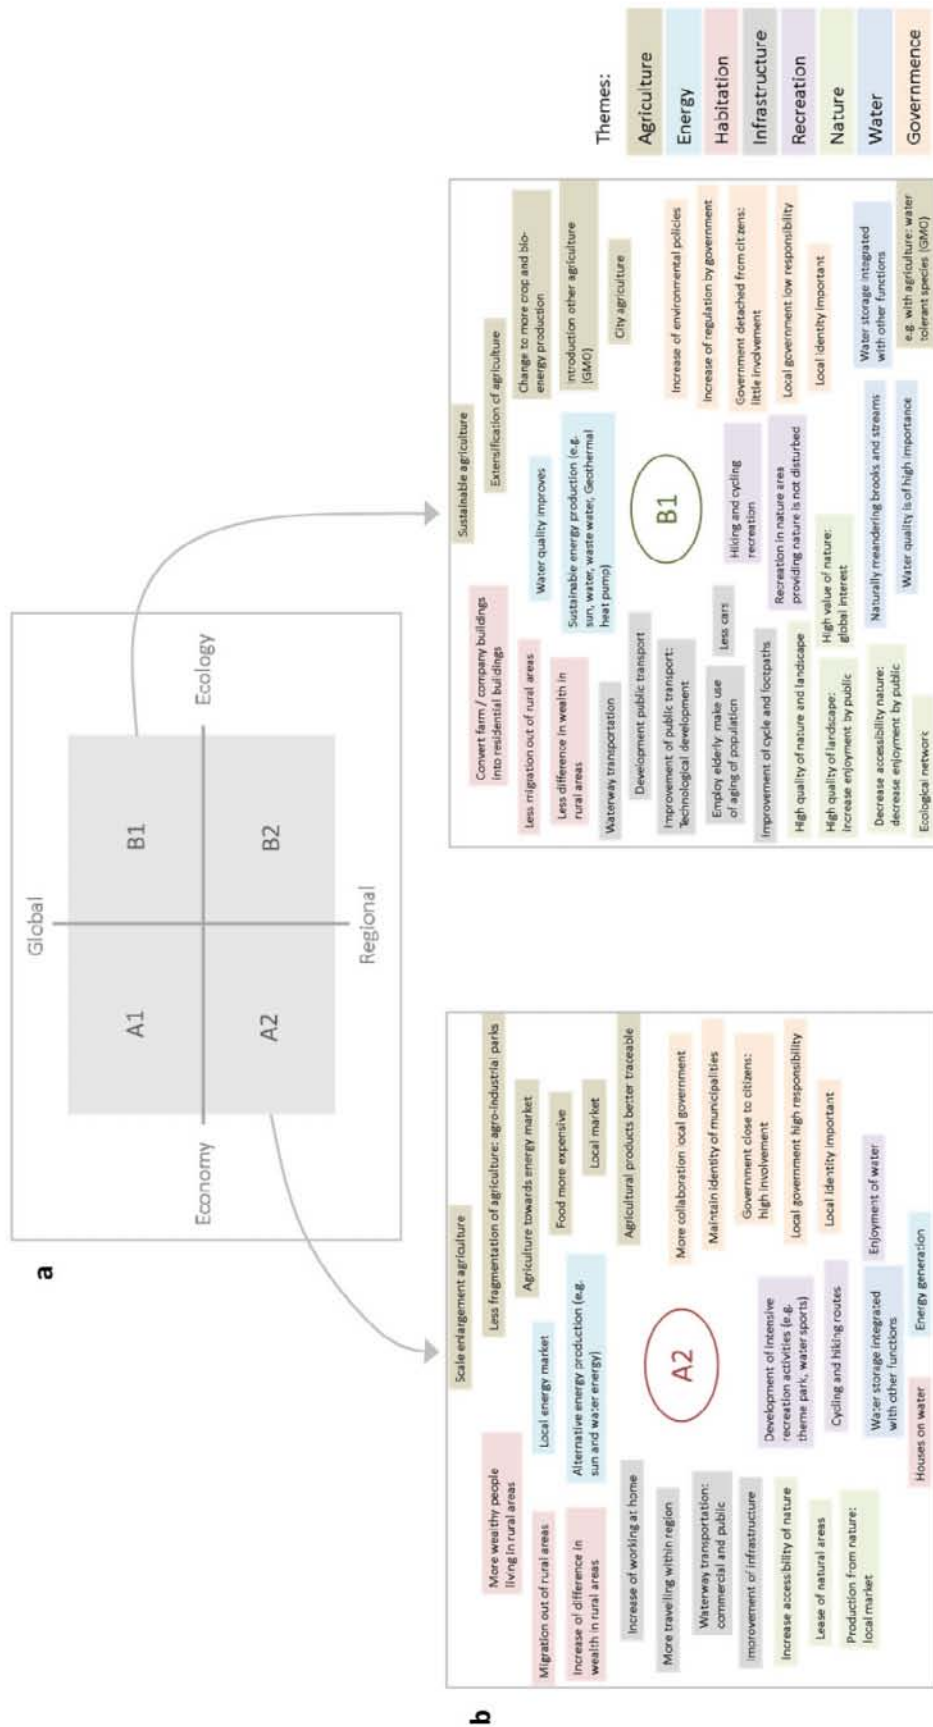 a
Global
Economy
Ecology
Regional
A1
B1
A2
B2
b
Scale enlargement agriculture
More wealthy people
living in rural areas
Less fragmentation of agriculture: agro-industrial parks
Migration out of rural areas
Local energy market
Agriculture towards energy market
Food more expensive
Increase of difference in
wealth in rural areas
Alternative energy production (e.g.
sun and water energy)
Local market
Increase of working at home
Agricultural products better traceable
More travelling within region
A2
More collaboration local government
Waterway transportation:
commercial and public
Maintain identity of municipalities
Imorovement of infrastructure
Development of intensive
recreation activities (e.g.
theme park, water sports)
Government close to citizens:
high involvement
Increase accessibility of nature
Local government high responsibility
Lease of natural areas
Cycling and hiking routes
Local identity important
Production from nature:
local market
Water storage integrated
with other functions
Enjoyment of water
Houses on water
Energy generation
Sustainable agriculture
Convert farm / company buildings
into residential buildings
Extensification of agriculture
Less migration out of rural areas
Water quality improves
Change to more crop and bio-
energy production
Less difference in wealth in
rural areas
Sustainable energy production (e.g.
sun, water, waste water, Geothermal
heat pump)
ntroduction other agriculture
(GMO)
Waterway transportation
City agriculture
Development public transport
Improvement of public transport:
Technological development
B1
Increase of environmental policies
Employ elderly make use
of aging of population
Less cars
Increase of regulation by government
Hiking and cycling
recreation
Government detached from citizens:
little involvement
Improvement of cycle and footpaths
Recreation in nature area
providing nature is not disturbed
Local government low responsibility
High quality of nature and landscape
Local identity important
High quality of landscape:
increase enjoyment by public
High value of nature:
global interest
Decrease accessibility nature:
decrease enjoyment by public
Naturally meandering brooks and streams
Water storage integrated
with other functions
Ecological network
Water quality is of high importance
e.g. with agriculture: water
tolerant species (GMO)
Themes:
Agriculture
Energy
Habitation
Infrastructure
Recreation
Nature
Water
Governmence